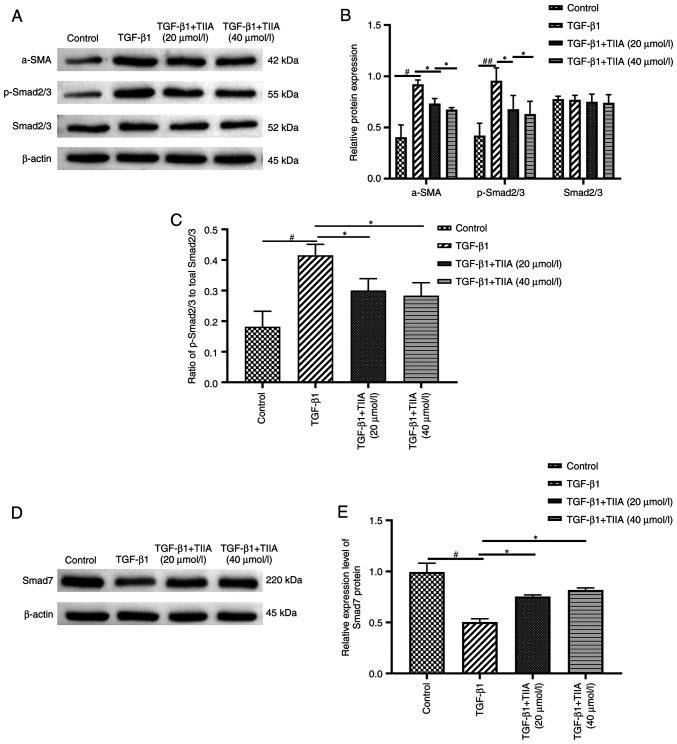 A
Control
TGF-β1
TGF-β1+TIIA
(20 μmol/l)
TGF-β1+TIIA
(40 μmol/l)
a-SMA
42 kDa
p-Smad2/3
55 kDa
Smad2/3
52 kDa
β-actin
45 kDa
B
Control
TGF-β1
TGF-β1+TIIA (20 μmol/l)
TGF-β1+TIIA (40 μmol/l)
Relative protein expression
1.5
1.0
0.5
0.0
# * *
## * *
a-SMA
p-Smad2/3
Smad2/3
C
Control
TGF-β1
TGF-β1+TIIA (20 μmol/l)
TGF-β1+TIIA (40 μmol/l)
Ratio of p-Smad2/3 to toal Smad2/3
0.5
0.4
0.3
0.2
0.1
0.0
*
# *
Control
TGF-β1
TGF-β1+TIIA
(20 μmol/l)
TGF-β1+TIIA
(40 μmol/l)
D
Control
TGF-β1
TGF-β1+TIIA
(20 μmol/l)
TGF-β1+TIIA
(40 μmol/l)
Smad7
220 kDa
β-actin
45 kDa
E
Control
TGF-β1
TGF-β1+TIIA (20 μmol/l)
TGF-β1+TIIA (40 μmol/l)
Relative expression level of
Smad7 protein
1.5
1.0
0.5
0.0
*
# *
Control
TGF-β1
TGF-β1+TIIA
(20 μmol/l)
TGF-β1+TIIA
(40 μmol/l)